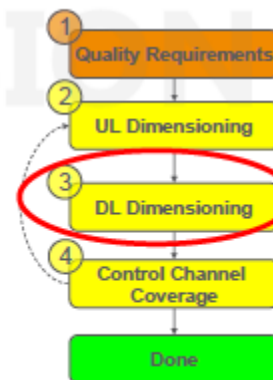 1
Quality Requirements
2
UL Dimensioning
3
DL Dimensioning
4
Control Channel
Coverage
Done